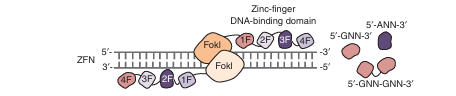 Zinc-finger
DNA-binding domain
5′-ANN-3′
5′-GNN-3′
FokI
1F 2F 3F 4F
5′- -3′
ZFN
3′- -5′
FokI
4F 3F 2F 1F
5′-GNN-GNN-3′